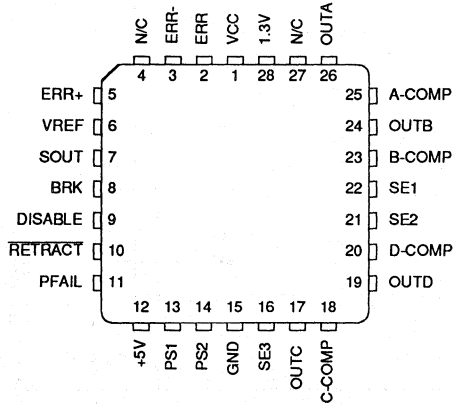 N/C ERR- ERR VCC 1.3V N/C OUTA
4 3 2 1 28 27 26
ERR+ 5 25 A-COMP
VREF 6 24 OUTB
SOUT 7 23 B-COMP
BRK 8 22 SE1
DISABLE 9 21 SE2
RETRACT 10 20 D-COMP
PFAIL 11 19 OUTD
12 13 14 15 16 17 18
+5V PS1 PS2 GND SE3 OUTC C-COMP